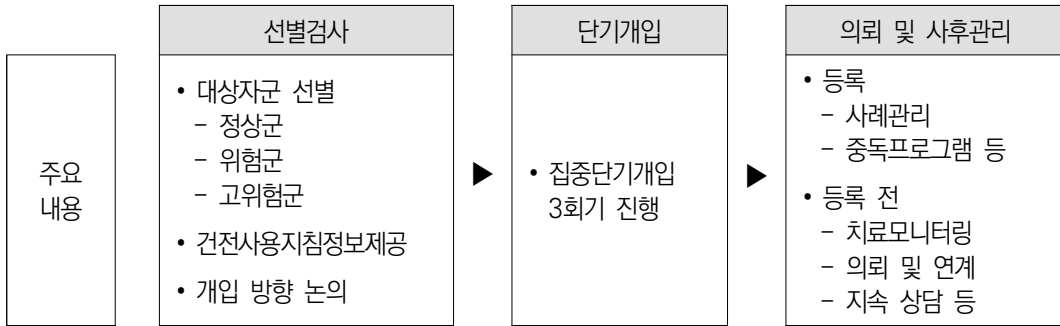 주요
내용
선별검사
• 대상자군 선별
– 정상군
– 위험군
– 고위험군
• 건전사용지침정보제공
• 개입 방향 논의
▶
단기개입
• 집중단기개입
3회기 진행
▶
의뢰 및 사후관리
• 등록
– 사례관리
– 중독프로그램 등
• 등록 전
– 치료모니터링
– 의뢰 및 연계
– 지속 상담 등